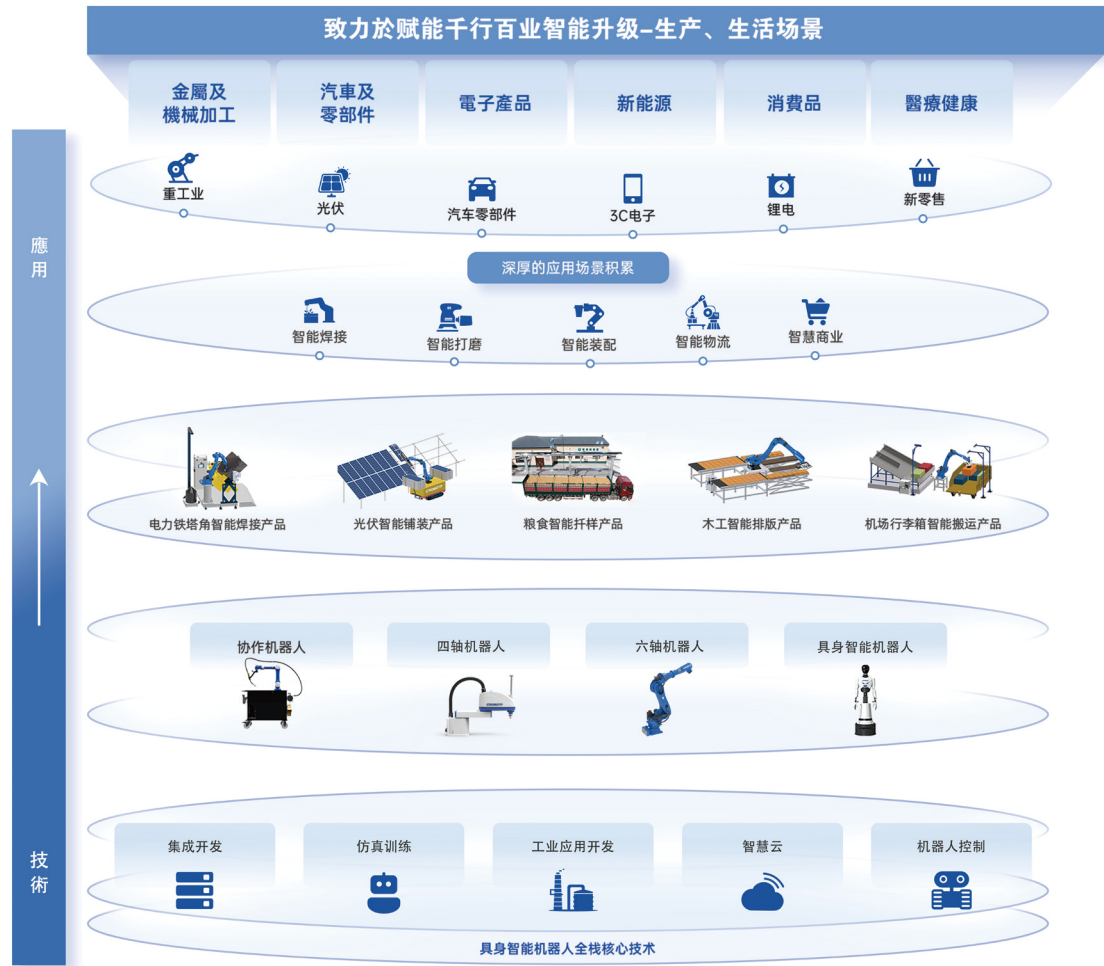 致力於赋能千行百业智能升级–生产、生活场景
金屬及
機械加工
汽車及
零部件
電子產品
新能源
消費品
醫療健康
重工业
光伏
汽车零部件
3C电子
锂电
新零售
應用
深厚的应用场景积累
智能焊接
智能打磨
智能装配
智能物流
智慧商业
电力铁塔角智能焊接产品
光伏智能铺装产品
粮食智能扦样产品
木工智能排版产品
机场行李箱智能搬运产品
协作机器人
四轴机器人
六轴机器人
具身智能机器人
技術
集成开发
仿真训练
工业应用开发
智慧云
机器人控制
具身智能机器人全栈核心技术